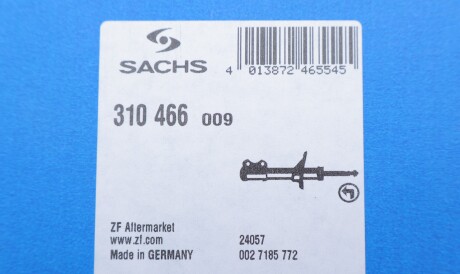 SACHS
4 013872 465545
310 466 009
ZF Aftermarket
www.zf.com
Made in GERMANY
24057
002 7185 772